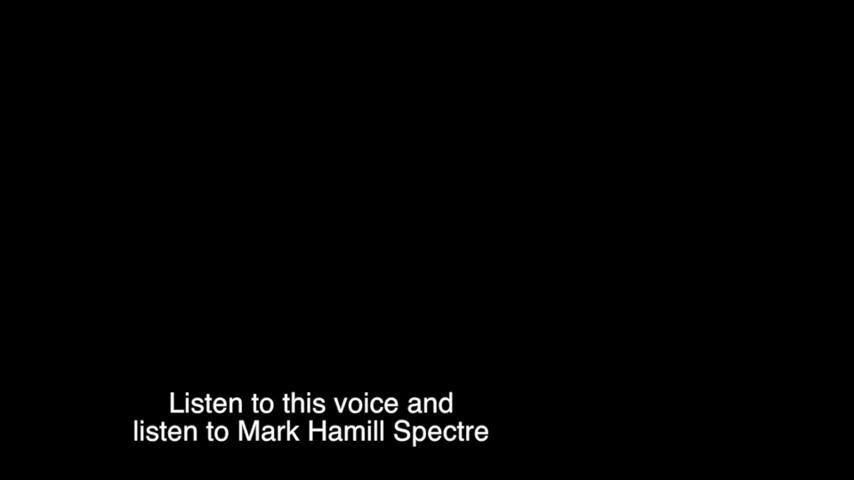 Listen to this voice and
listen to Mark Hamill Spectre